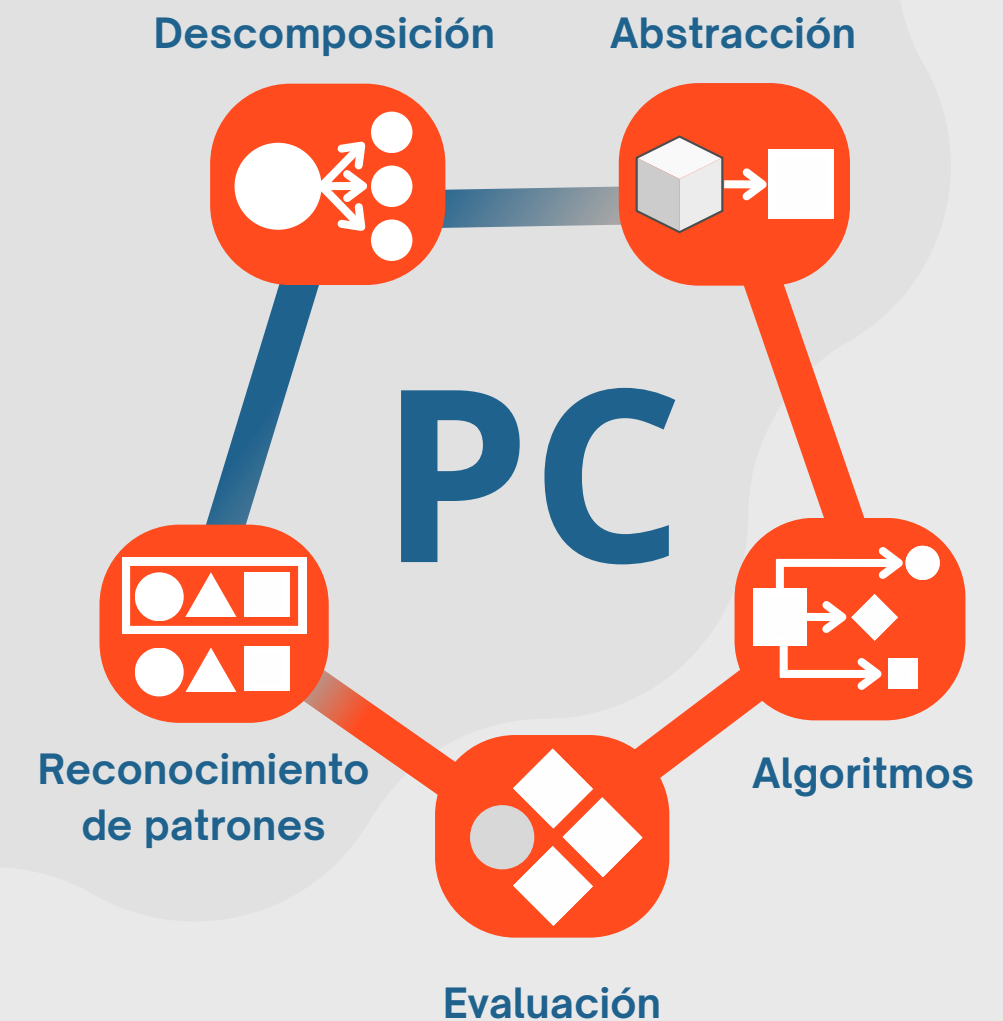 Descomposición
Abstracción
PC
Reconocimiento
de patrones
Algoritmos
Evaluación